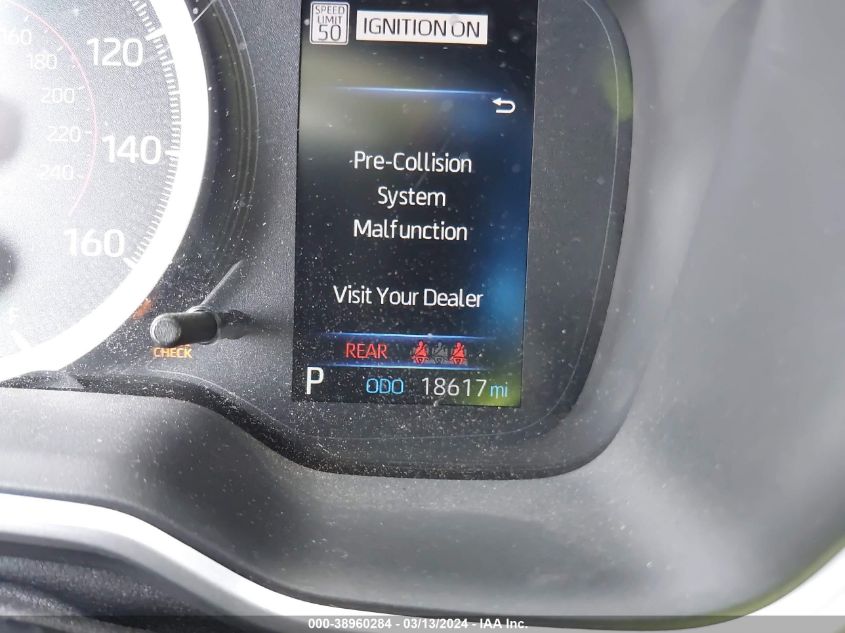 SPEED
LIMIT
50
IGNITION ON
160
180
200
220
240
120
140
160
Pre-Collision
System
Malfunction
Visit Your Dealer
CHECK
REAR
P ODO 18617 mi
000-38960284 - 03/13/2024 - IAA Inc.